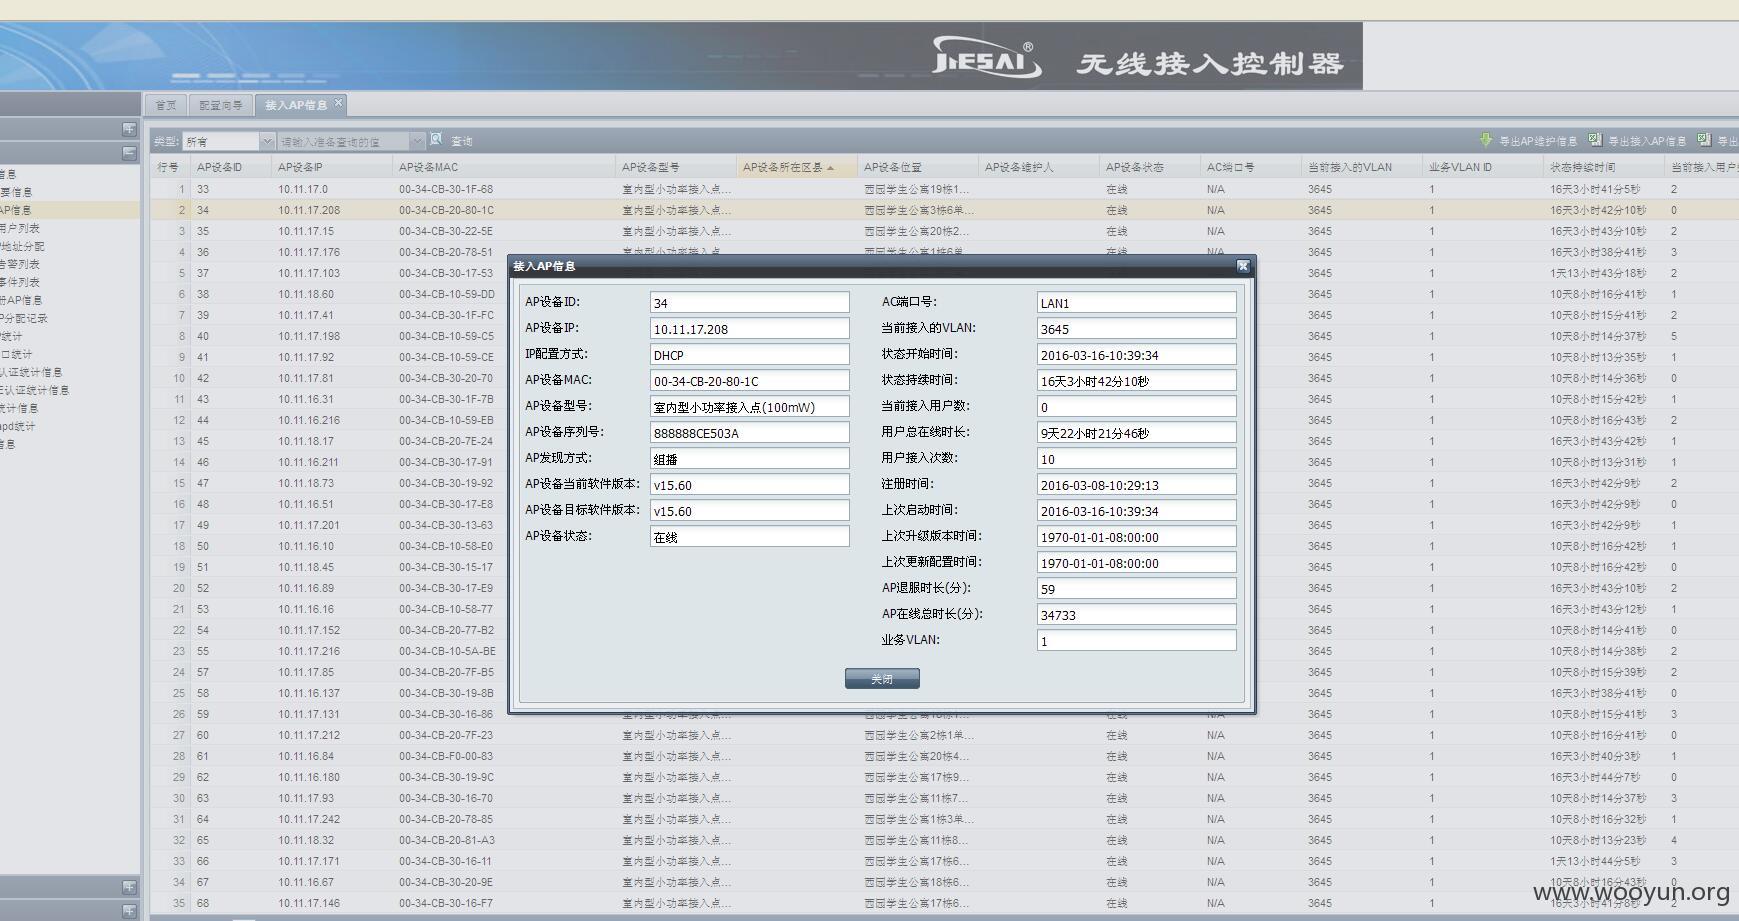 JIESAI® 无线接入控制器
首页 配置向导 接入AP信息
类型: 所有 请输入准备查询的值 查询 导出AP维护信息 导出接入AP信息 导出
行号 AP设备ID AP设备IP AP设备MAC AP设备型号 AP设备所在区县 AP设备位置 AP设备维护人 AP设备状态 AC端口号 当前接入的VLAN 业务VLAN ID 状态持续时间 当前接入用户
1 33 10.11.17.0 00-34-CB-30-1F-68 室内型小功率接入点... 西园学生公寓19栋1... 在线 N/A 3645 1 16天3小时41分5秒 2
2 34 10.11.17.208 00-34-CB-20-80-1C 室内型小功率接入点... 西园学生公寓3栋6单... 在线 N/A 3645 1 16天3小时42分10秒 0
3 35 10.11.17.15 00-34-CB-30-22-5E 室内型小功率接入点... 西园学生公寓20栋2... 在线 N/A 3645 1 16天3小时43分10秒 2
4 36 10.11.17.176 00-34-CB-20-78-51 室内型小功率接入点... 西园学生公寓1栋6单... 在线 N/A 3645 1 16天3小时38分41秒 3
5 37 10.11.17.103 00-34-CB-30-17-53 3645 1 1天13小时43分18秒 2
6 38 10.11.18.60 00-34-CB-10-59-DD 3645 1 10天8小时16分41秒 1
7 39 10.11.17.41 00-34-CB-30-1F-FC 3645 1 10天8小时15分41秒 2
8 40 10.11.17.198 00-34-CB-10-59-C5 3645 1 10天8小时14分37秒 5
9 41 10.11.17.92 00-34-CB-10-59-CE 3645 1 10天8小时13分35秒 1
10 42 10.11.17.81 00-34-CB-30-20-70 3645 1 10天8小时14分36秒 0
11 43 10.11.16.31 00-34-CB-30-1F-7B 3645 1 10天8小时15分42秒 1
12 44 10.11.16.216 00-34-CB-10-59-EB 3645 1 10天8小时16分43秒 2
13 45 10.11.18.17 00-34-CB-20-7E-24 3645 1 16天3小时43分42秒 1
14 46 10.11.16.211 00-34-CB-30-17-91 3645 1 10天8小时13分31秒 1
15 47 10.11.18.73 00-34-CB-30-19-92 3645 1 16天3小时42分9秒 2
16 48 10.11.16.51 00-34-CB-30-17-E8 3645 1 16天3小时42分9秒 0
17 49 10.11.17.201 00-34-CB-30-13-63 3645 1 16天3小时42分9秒 1
18 50 10.11.16.10 00-34-CB-10-58-E0 3645 1 10天8小时16分42秒 1
19 51 10.11.18.45 00-34-CB-30-15-17 3645 1 10天8小时16分42秒 0
20 52 10.11.16.89 00-34-CB-30-17-E9 3645 1 16天3小时43分10秒 2
21 53 10.11.16.16 00-34-CB-10-58-77 3645 1 16天3小时43分12秒 1
22 54 10.11.17.152 00-34-CB-20-77-B2 3645 1 10天8小时14分41秒 0
23 55 10.11.17.216 00-34-CB-10-5A-BE 3645 1 10天8小时14分38秒 2
24 57 10.11.17.85 00-34-CB-20-7F-B5 3645 1 10天8小时15分39秒 2
25 58 10.11.16.137 00-34-CB-30-19-8B 3645 1 16天3小时38分41秒 0
26 59 10.11.17.131 00-34-CB-30-16-86 室内型小功率接入点... 在线 N/A 3645 1 10天8小时15分41秒 3
27 60 10.11.17.212 00-34-CB-20-7F-23 室内型小功率接入点... 西园学生公寓2栋1单... 在线 N/A 3645 1 10天8小时16分41秒 0
28 61 10.11.16.84 00-34-CB-F0-00-83 室内型小功率接入点... 西园学生公寓20栋4... 在线 N/A 3645 1 16天3小时40分3秒 1
29 62 10.11.16.180 00-34-CB-30-19-9C 室内型小功率接入点... 西园学生公寓17栋9... 在线 N/A 3645 1 16天3小时44分7秒 0
30 63 10.11.17.93 00-34-CB-30-16-70 室内型小功率接入点... 西园学生公寓11栋7... 在线 N/A 3645 1 10天8小时14分37秒 3
31 64 10.11.17.242 00-34-CB-20-78-85 室内型小功率接入点... 西园学生公寓1栋3单... 在线 N/A 3645 1 10天8小时16分32秒 1
32 65 10.11.18.32 00-34-CB-20-81-A3 室内型小功率接入点... 西园学生公寓11栋8... 在线 N/A 3645 1 10天8小时13分23秒 4
33 66 10.11.17.171 00-34-CB-30-16-11 室内型小功率接入点... 西园学生公寓17栋6... 在线 N/A 3645 1 1天13小时44分5秒 3
34 67 10.11.16.67 00-34-CB-30-20-9E 室内型小功率接入点... 西园学生公寓18栋6... 在线 N/A 3645 1 10天8小时16分43秒 0
35 68 10.11.17.146 00-34-CB-30-16-F7 室内型小功率接入点... 西园学生公寓17栋6... 在线 N/A 3645 1 16天3小时41分8秒 2
信息
要信息
AP信息
用户列表
地址分配
告警列表
事件列表
册AP信息
P分配记录
统计
口统计
认证统计信息
E认证统计信息
统计信息
apd统计
信息
接入AP信息
AP设备ID: 34 AC端口号: LAN1
AP设备IP: 10.11.17.208 当前接入的VLAN: 3645
IP配置方式: DHCP 状态开始时间: 2016-03-16-10:39:34
AP设备MAC: 00-34-CB-20-80-1C 状态持续时间: 16天3小时42分10秒
AP设备型号: 室内型小功率接入点(100mW) 当前接入用户数: 0
AP设备序列号: 888888CE503A 用户总在线时长: 9天22小时21分46秒
AP发现方式: 组播 用户接入次数: 10
AP设备当前软件版本: v15.60 注册时间: 2016-03-08-10:29:13
AP设备目标软件版本: v15.60 上次启动时间: 2016-03-16-10:39:34
AP设备状态: 在线 上次升级版本时间: 1970-01-01-08:00:00
上次更新配置时间: 1970-01-01-08:00:00
AP退服时长(分): 59
AP在线总时长(分): 34733
业务VLAN: 1
关闭
www.wooyun.org